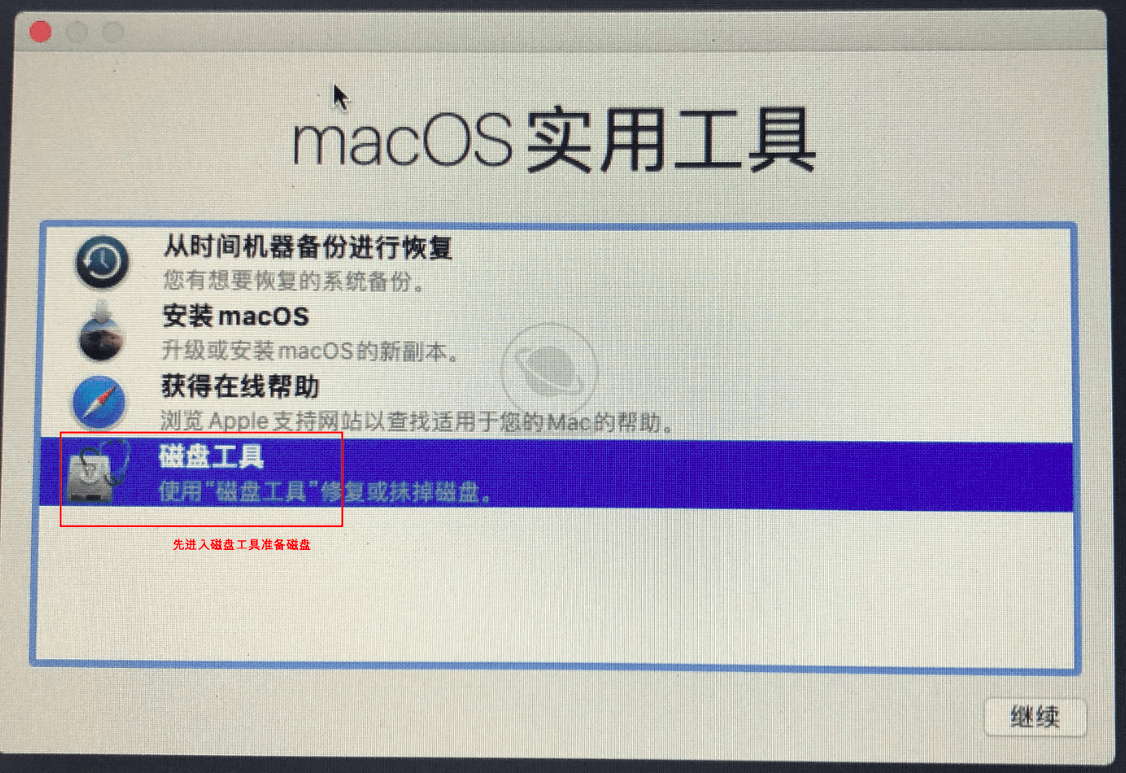 macOS 实用工具
从时间机器备份进行恢复
您有想要恢复的系统备份。
安装 macOS
升级或安装 macOS 的新副本。
获得在线帮助
浏览 Apple 支持网站以查找适用于您的 Mac 的帮助。
磁盘工具
使用“磁盘工具”修复或抹掉磁盘。
先进入磁盘工具准备磁盘
继续